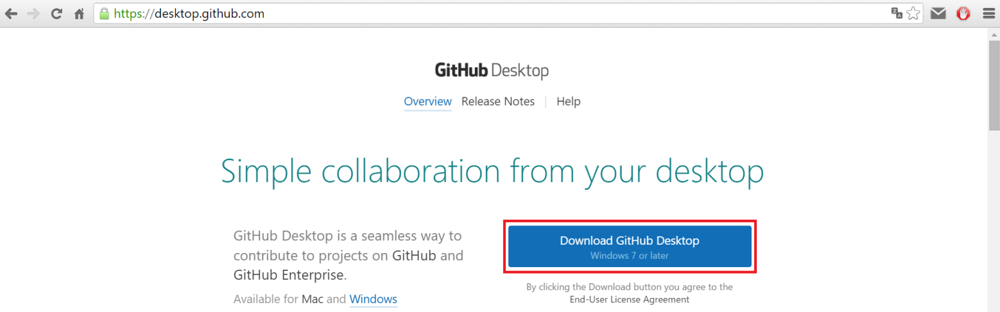 https://desktop.github.com
GitHub Desktop
Overview Release Notes Help
Simple collaboration from your desktop
GitHub Desktop is a seamless way to
contribute to projects on GitHub and
GitHub Enterprise.
Available for Mac and Windows
Download GitHub Desktop
Windows 7 or later
By clicking the Download button you agree to the
End-User License Agreement